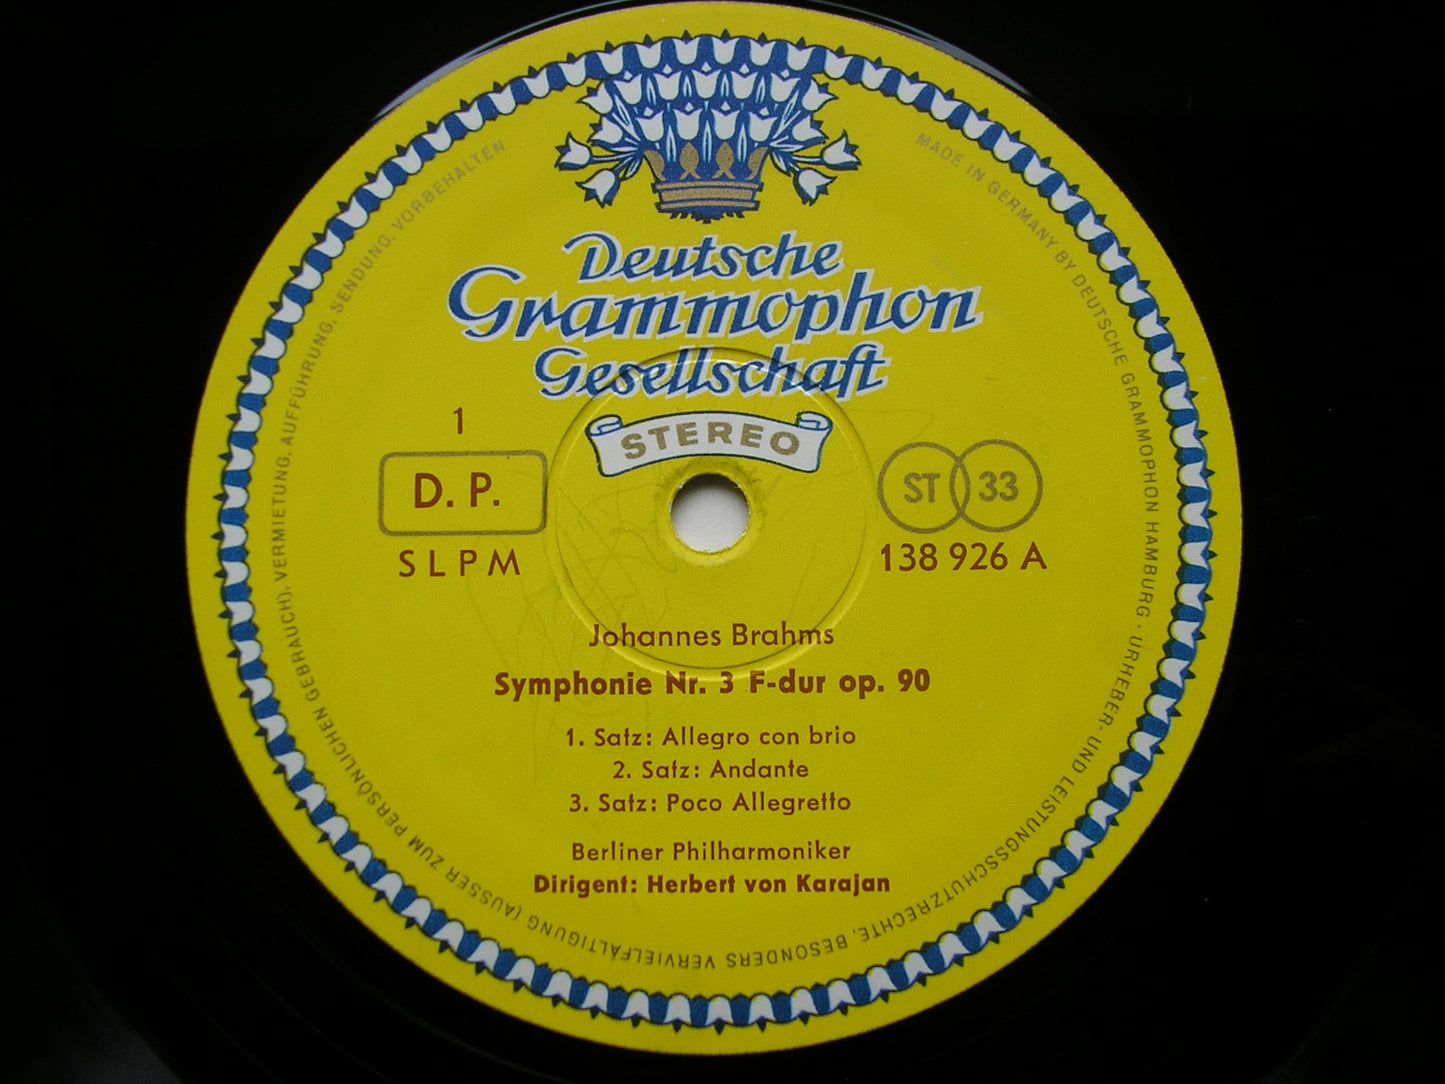 Deutsche
Grammophon
Gesellschaft
STEREO
1
D. P.
SLPM
ST 33
138 926 A
Johannes Brahms
Symphonie Nr. 3 F-dur op. 90
1. Satz: Allegro con brio
2. Satz: Andante
3. Satz: Poco Allegretto
Berliner Philharmoniker
Dirigent: Herbert von Karajan
MADE IN GERMANY BY DEUTSCHE GRAMMOPHON HAMBURG · URHEBER- UND LEISTUNGSSCHUTZRECHTE, BESONDERS VERVIELFÄLTIGUNG (AUSSER ZUM PERSÖNLICHEN GEBRAUCH), VERMIETUNG, AUFFÜHRUNG, SENDUNG, VORBEHALTEN